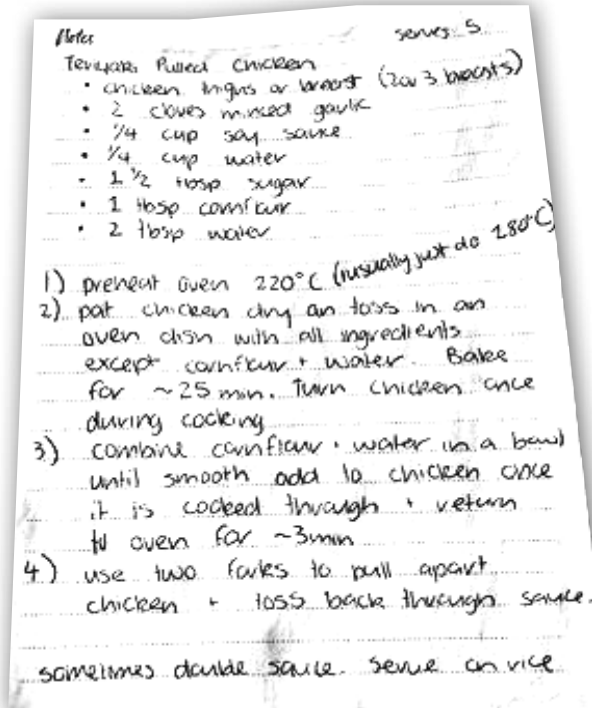 Notes serves 5
Teriyaki Pulled Chicken
• chicken thighs or breast (2 or 3 breasts)
• 2 cloves minced garlic
• 1/4 cup soy sauce
• 1/4 cup water
• 1 1/2 tbsp sugar
• 1 tbsp cornflour
• 2 tbsp water
1) preheat oven 220°C (I usually just do 180°C)
2) pat chicken dry an toss in an
oven dish with all ingredients
except cornflour + water. Bake
for ~25 min. Turn chicken once
during cooking
3) combine cornflour + water in a bowl
until smooth add to chicken once
it is cooked through + return
to oven for ~3min
4) use two forks to pull apart
chicken + toss back through sauce.
sometimes double sauce. serve on rice